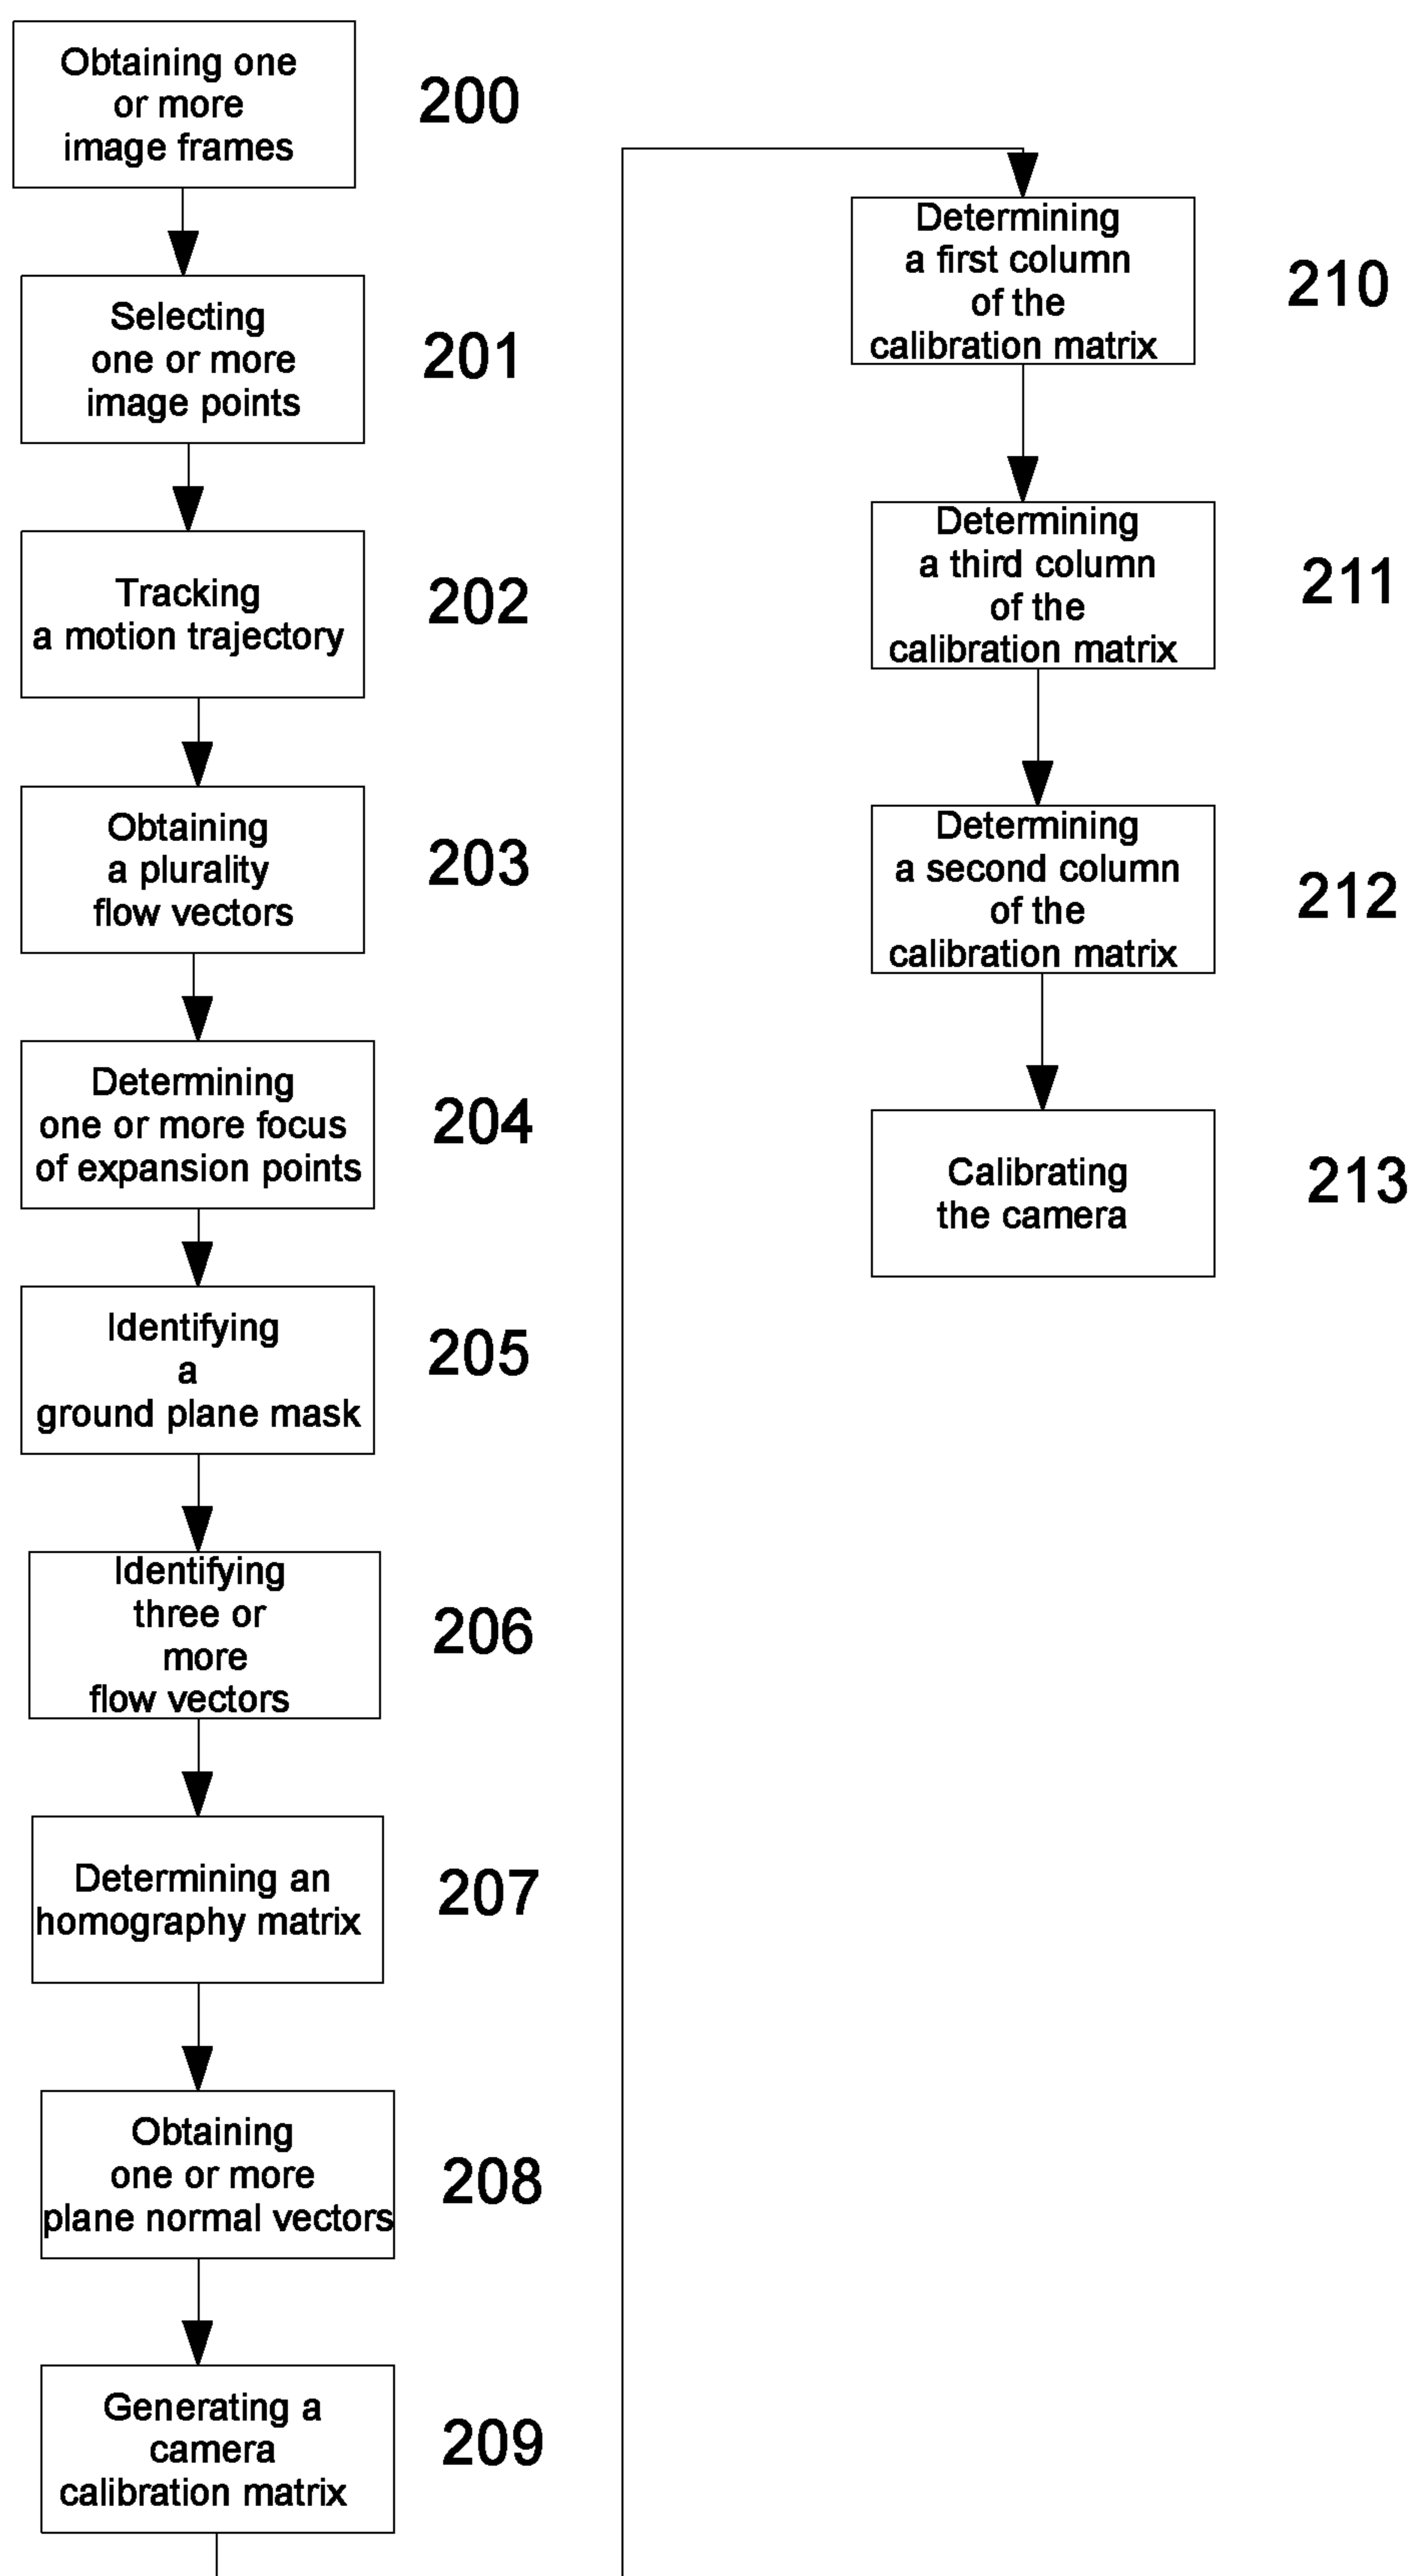 Obtaining one
or more
image frames
200
Selecting
one or more
image points
201
Tracking
a motion trajectory
202
Obtaining
a plurality
flow vectors
203
Determining
one or more focus
of expansion points
204
Identifying
a
ground plane mask
205
Identifying
three or
more
flow vectors
206
Determining an
homography matrix
207
Obtaining
one or more
plane normal vectors
208
Generating a
camera
calibration matrix
209
Determining
a first column
of the
calibration matrix
210
Determining
a third column
of the
calibration matrix
211
Determining
a second column
of the
calibration matrix
212
Calibrating
the camera
213